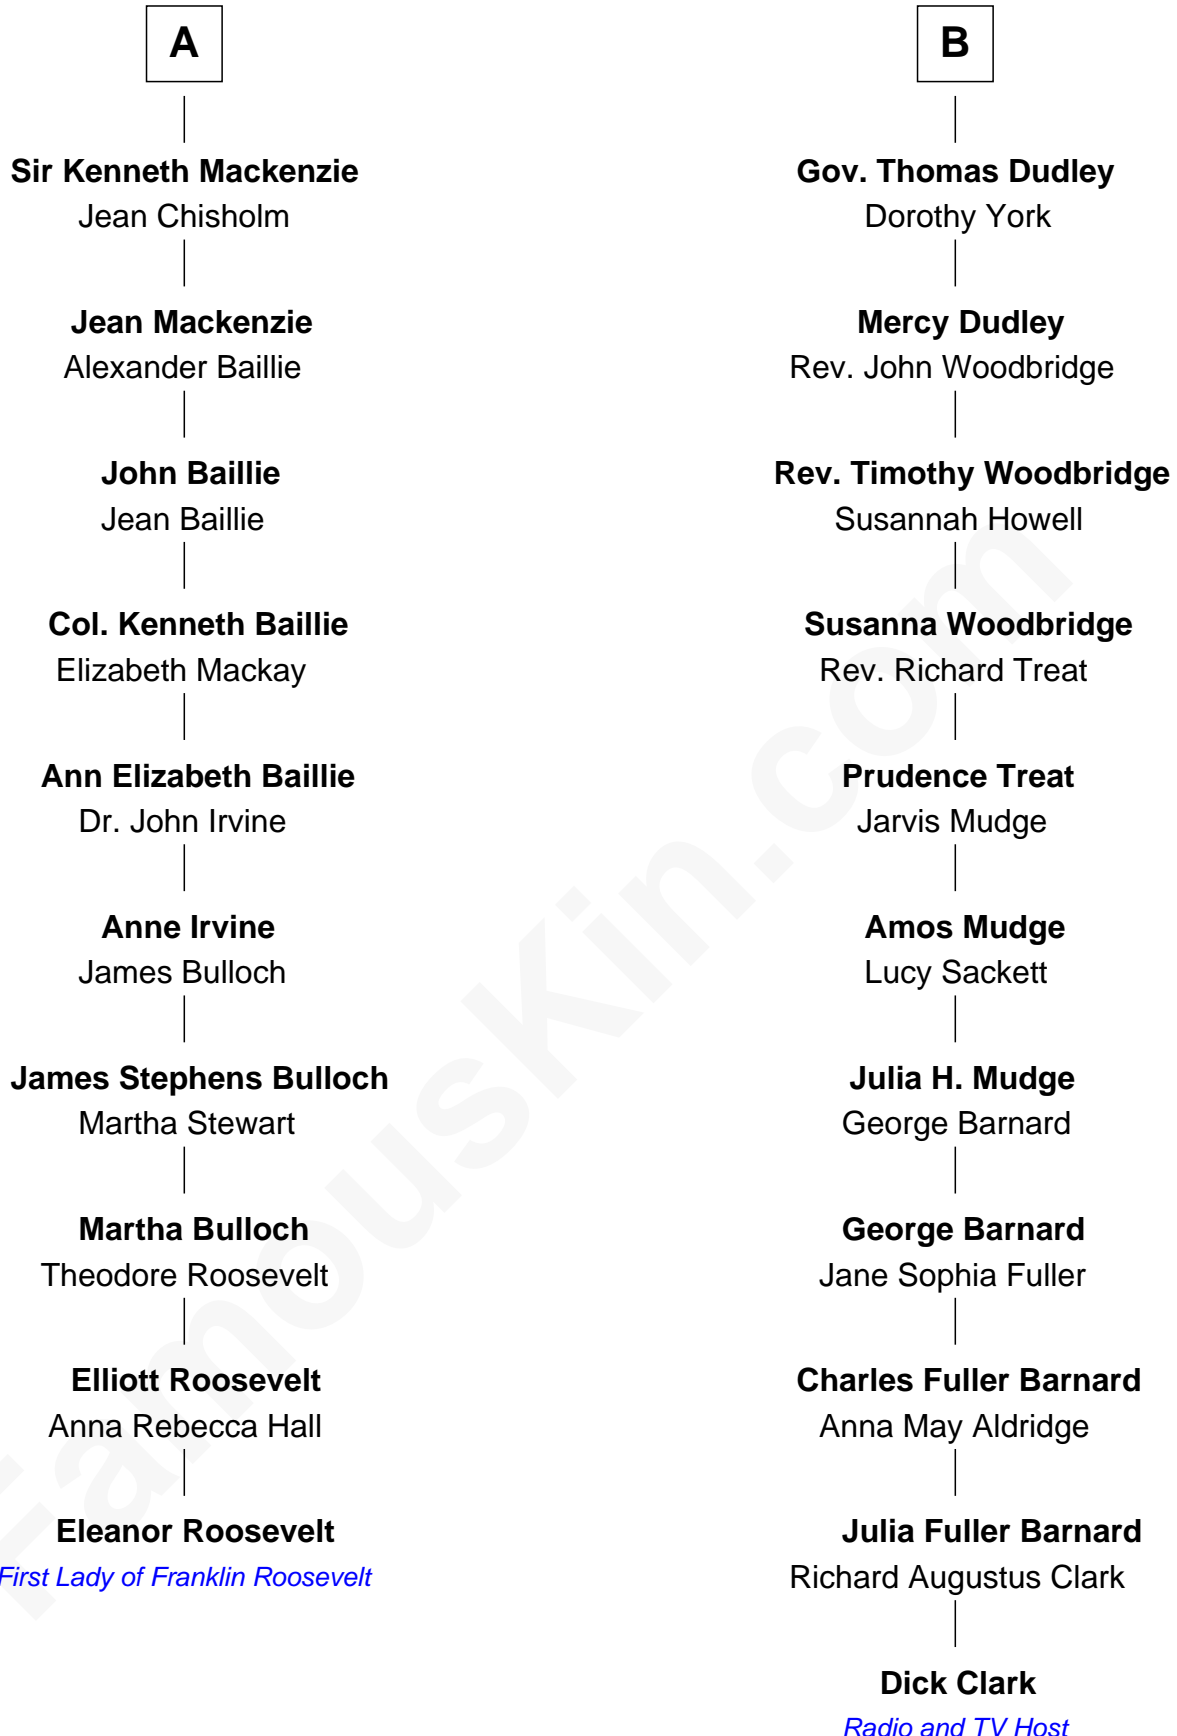 A
Sir Kenneth Mackenzie
Jean Chisholm
Jean Mackenzie
Alexander Baillie
John Baillie
Jean Baillie
Col. Kenneth Baillie
Elizabeth Mackay
Ann Elizabeth Baillie
Dr. John Irvine
Anne Irvine
James Bulloch
James Stephens Bulloch
Martha Stewart
Martha Bulloch
Theodore Roosevelt
Elliott Roosevelt
Anna Rebecca Hall
Eleanor Roosevelt
First Lady of Franklin Roosevelt
B
Gov. Thomas Dudley
Dorothy York
Mercy Dudley
Rev. John Woodbridge
Rev. Timothy Woodbridge
Susannah Howell
Susanna Woodbridge
Rev. Richard Treat
Prudence Treat
Jarvis Mudge
Amos Mudge
Lucy Sackett
Julia H. Mudge
George Barnard
George Barnard
Jane Sophia Fuller
Charles Fuller Barnard
Anna May Aldridge
Julia Fuller Barnard
Richard Augustus Clark
Dick Clark
Radio and TV Host
FamousKin.com